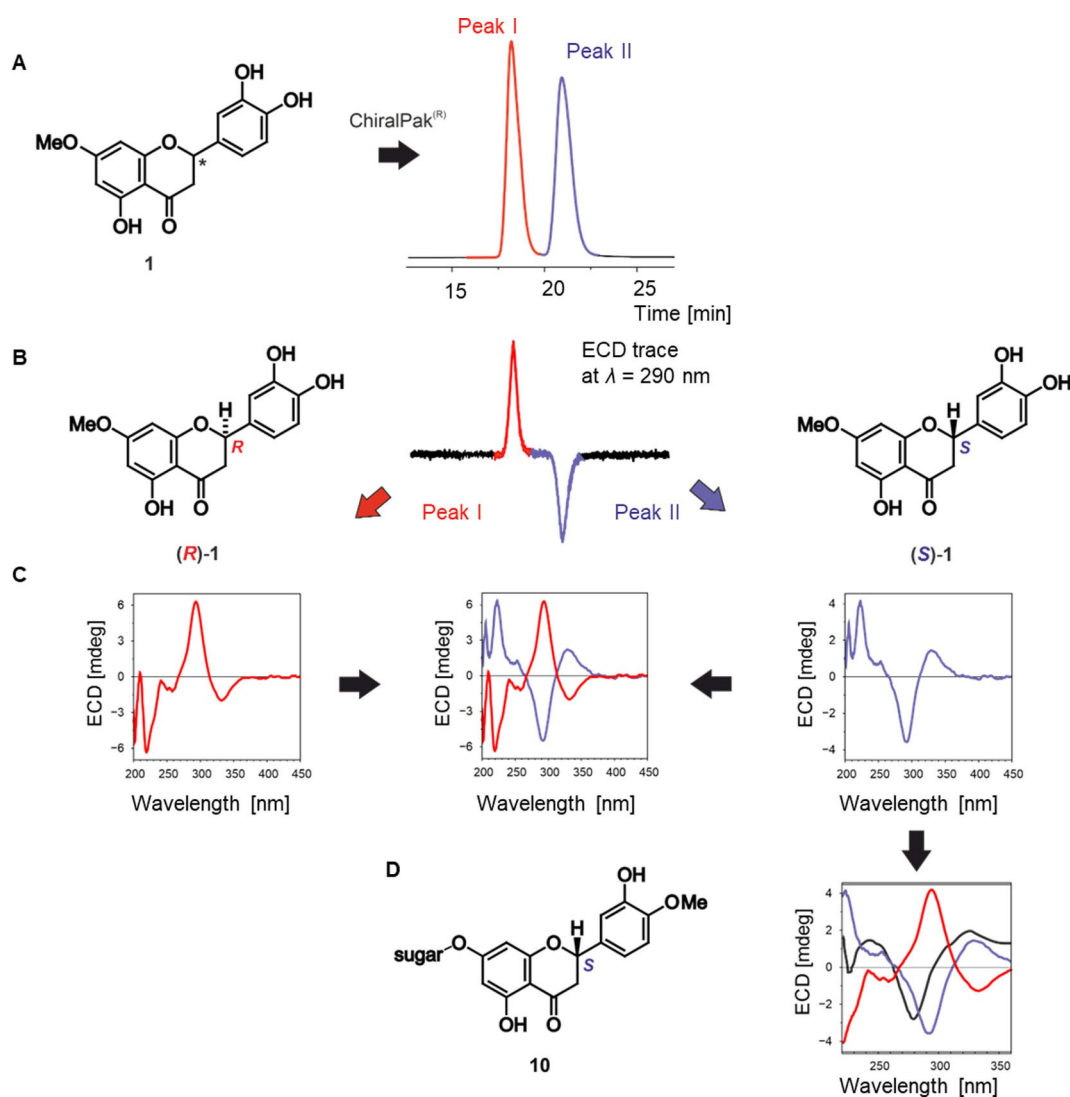 A
OH
OH
MeO
O
*
OH
O
1
ChiralPak(R)
Peak I
Peak II
15
20
25
Time [min]
B
OH
OH
H
MeO
O
R
OH
O
(R)-1
ECD trace
at λ = 290 nm
Peak I
Peak II
OH
OH
H
MeO
O
S
OH
O
(S)-1
C
6
3
0
−3
−6
ECD [mdeg]
200 250 300 350 400 450
Wavelength [nm]
6
3
0
−3
−6
ECD [mdeg]
200 250 300 350 400 450
Wavelength [nm]
4
2
0
−2
−4
ECD [mdeg]
200 250 300 350 400 450
Wavelength [nm]
D
OH
OMe
H
sugar
O
O
S
OH
O
10
4
2
0
−2
−4
ECD [mdeg]
250 300 350
Wavelength [nm]